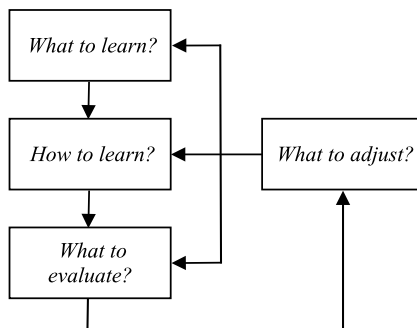 What to learn?
How to learn?
What to adjust?
What to
evaluate?